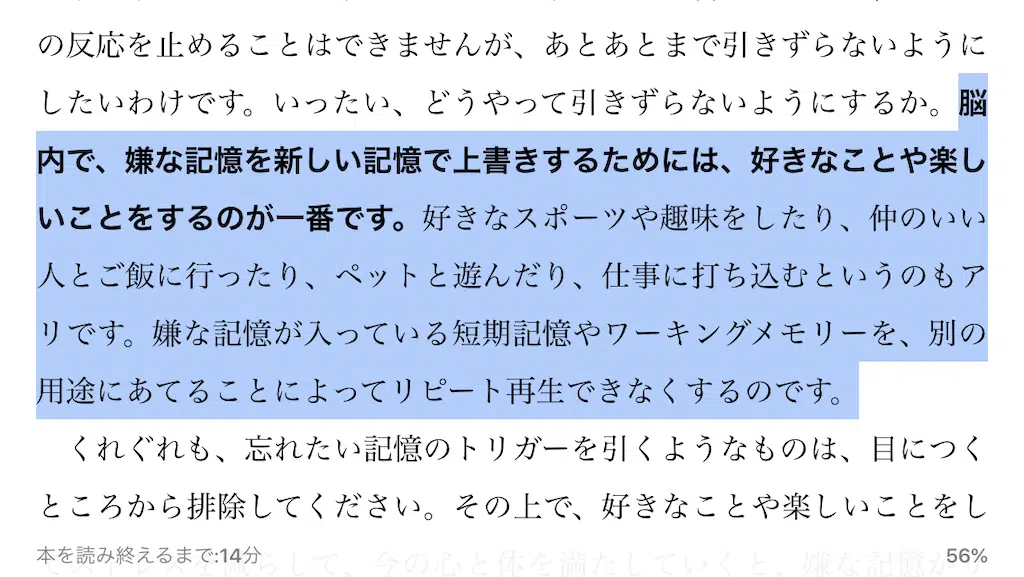 の反応を止めることはできませんが、あとあとまで引きずらないように
したいわけです。いったい、どうやって引きずらないようにするか。脳
内で、嫌な記憶を新しい記憶で上書きするためには、好きなことや楽し
いことをするのが一番です。好きなスポーツや趣味をしたり、仲のいい
人とご飯に行ったり、ペットと遊んだり、仕事に打ち込むというのもア
リです。嫌な記憶が入っている短期記憶やワーキングメモリーを、別の
用途にあてることによってリピート再生できなくするのです。
くれぐれも、忘れたい記憶のトリガーを引くようなものは、目につく
ところから排除してください。その上で、好きなことや楽しいことをし
本を読み終えるまで:14分
56%